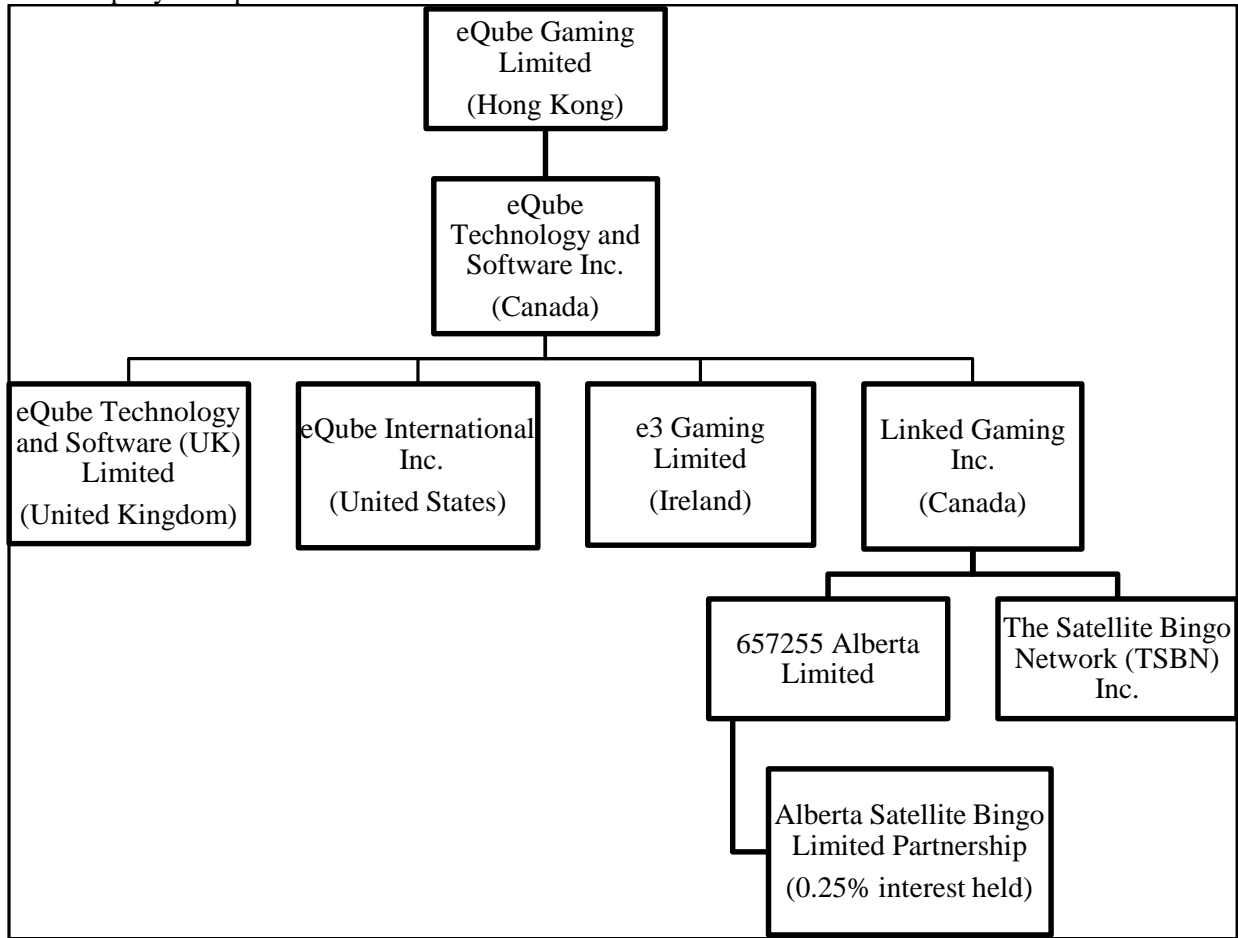 eQube Gaming
Limited
(Hong Kong)
eQube
Technology and
Software Inc.
(Canada)
eQube Technology
and Software (UK)
Limited
(United Kingdom)
eQube International
Inc.
(United States)
e3 Gaming
Limited
(Ireland)
Linked Gaming
Inc.
(Canada)
657255 Alberta
Limited
The Satellite Bingo
Network (TSBN)
Inc.
Alberta Satellite Bingo
Limited Partnership
(0.25% interest held)